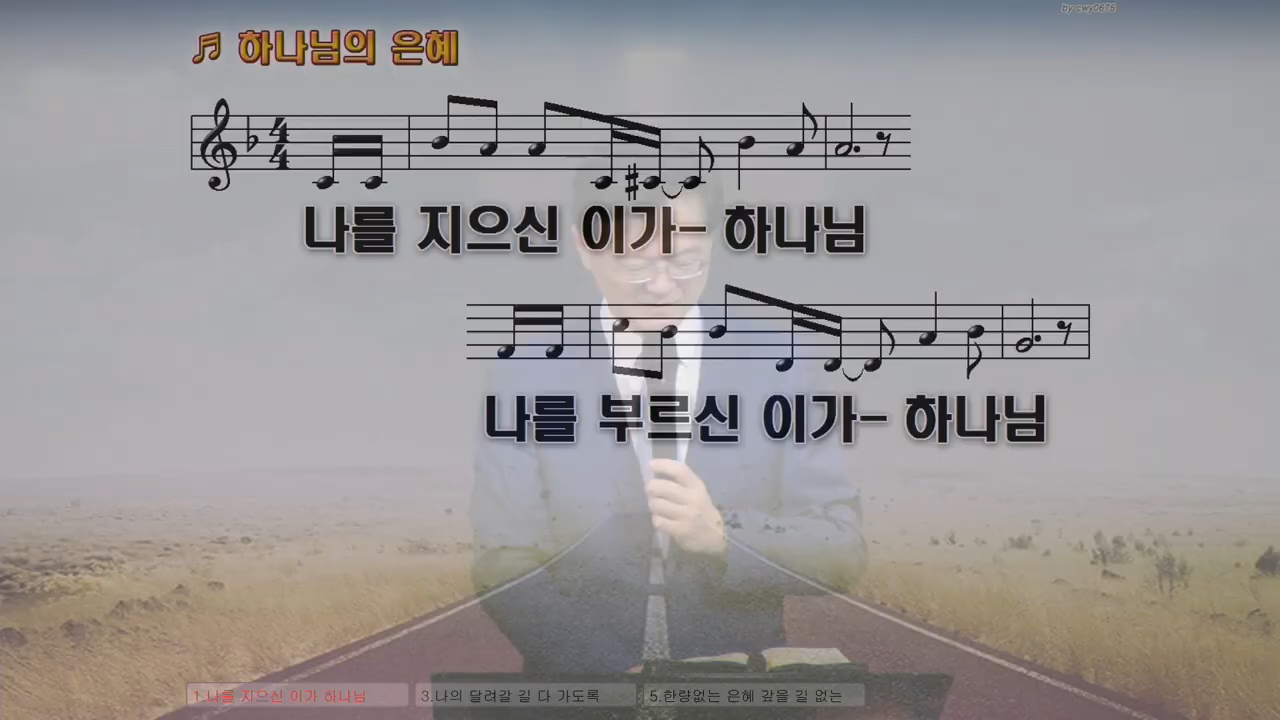 by cwy0675
♬ 하나님의 은혜
나를 지으신 이가- 하나님
나를 부르신 이가- 하나님
1.나를 지으신 이가 하나님
3.나의 달려갈 길 다 가도록
5.한량없는 은혜 갚을 길 없는